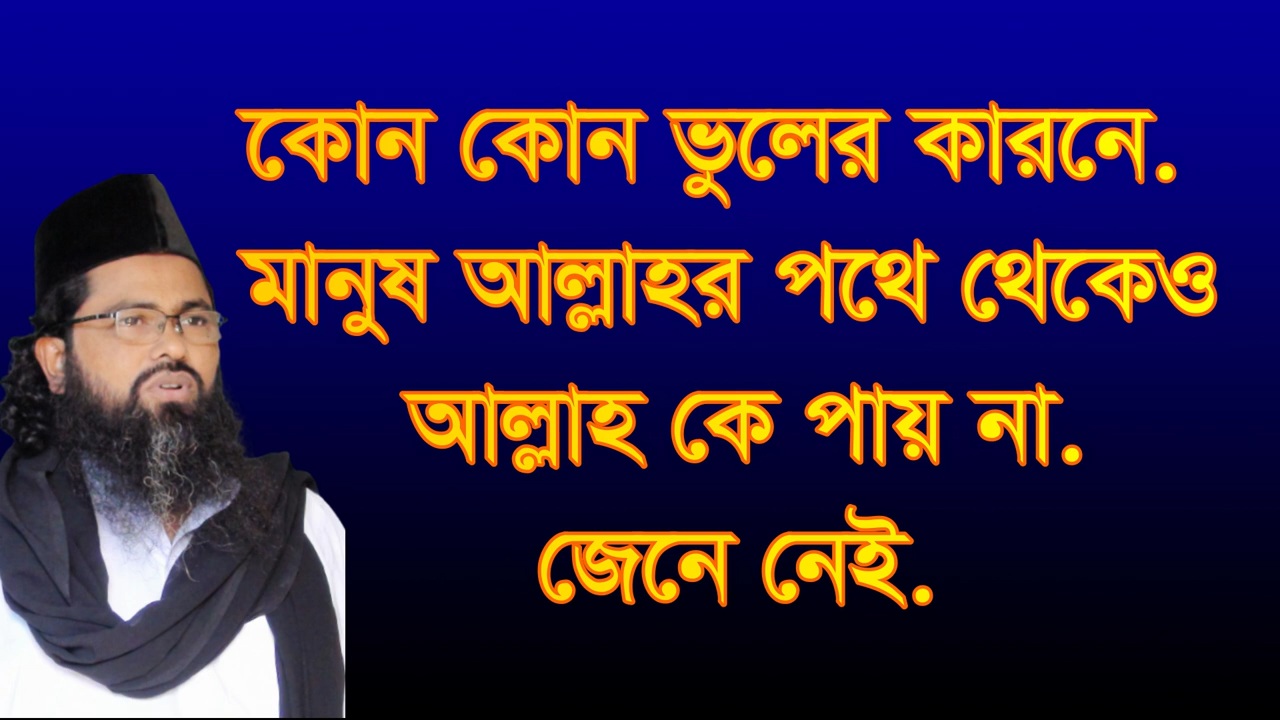 কোন কোন ভুলের কারনে.
মানুষ আল্লাহর পথে থেকেও
আল্লাহ কে পায় না.
জেনে নেই.